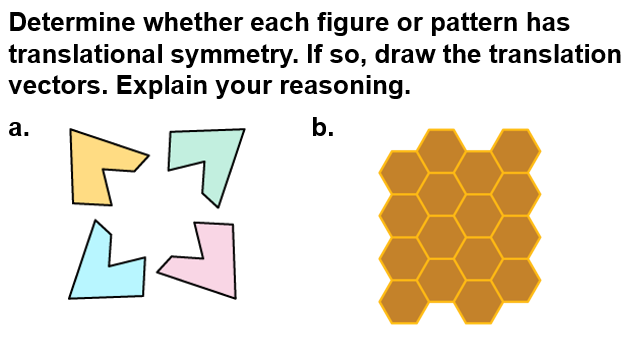 Determine whether each figure or pattern has
translational symmetry. If so, draw the translation
vectors. Explain your reasoning.
a. b.